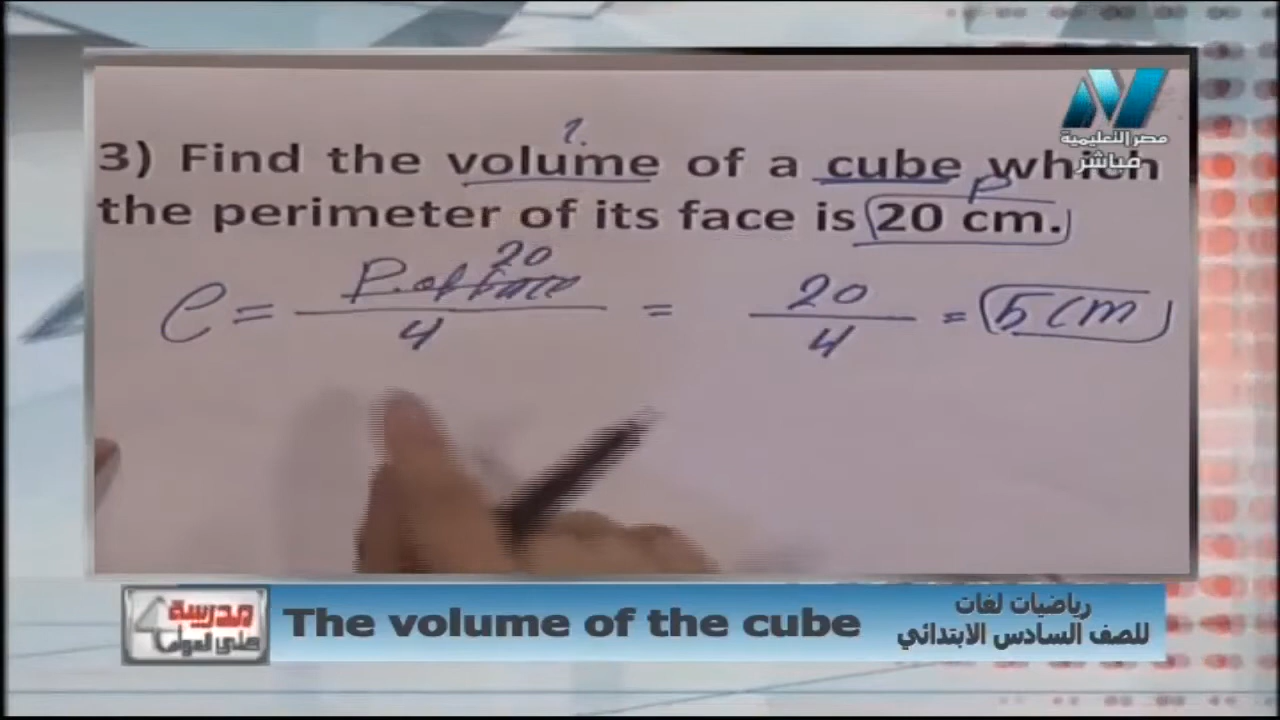 مصر التعليمية
مباشر
?
3) Find the volume of a cube which
P
the perimeter of its face is 20 cm.
20
e = P. of face / 4 = 20 / 4 = 5 cm
مدرسة
على الهواء
The volume of the cube
رياضيات لغات
للصف السادس الابتدائي